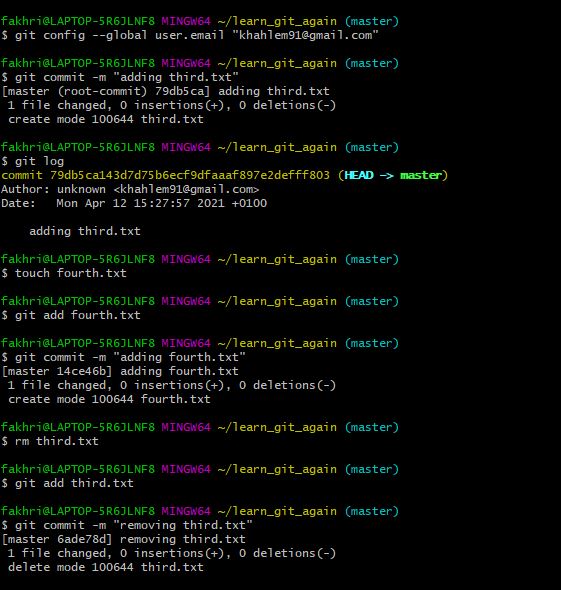 fakhri@LAPTOP-5R6JLNF8 MINGW64 ~/learn_git_again (master)
$ git config --global user.email "khahlem91@gmail.com"
fakhri@LAPTOP-5R6JLNF8 MINGW64 ~/learn_git_again (master)
$ git commit -m "adding third.txt"
[master (root-commit) 79db5ca] adding third.txt
1 file changed, 0 insertions(+), 0 deletions(-)
create mode 100644 third.txt
fakhri@LAPTOP-5R6JLNF8 MINGW64 ~/learn_git_again (master)
$ git log
commit 79db5ca143d7d75b6ecf9dfaaaf897e2defff803 (HEAD -> master)
Author: unknown <khahlem91@gmail.com>
Date:   Mon Apr 12 15:27:57 2021 +0100
adding third.txt
fakhri@LAPTOP-5R6JLNF8 MINGW64 ~/learn_git_again (master)
$ touch fourth.txt
fakhri@LAPTOP-5R6JLNF8 MINGW64 ~/learn_git_again (master)
$ git add fourth.txt
fakhri@LAPTOP-5R6JLNF8 MINGW64 ~/learn_git_again (master)
$ git commit -m "adding fourth.txt"
[master 14ce46b] adding fourth.txt
1 file changed, 0 insertions(+), 0 deletions(-)
create mode 100644 fourth.txt
fakhri@LAPTOP-5R6JLNF8 MINGW64 ~/learn_git_again (master)
$ rm third.txt
fakhri@LAPTOP-5R6JLNF8 MINGW64 ~/learn_git_again (master)
$ git add third.txt
fakhri@LAPTOP-5R6JLNF8 MINGW64 ~/learn_git_again (master)
$ git commit -m "removing third.txt"
[master 6ade78d] removing third.txt
1 file changed, 0 insertions(+), 0 deletions(-)
delete mode 100644 third.txt